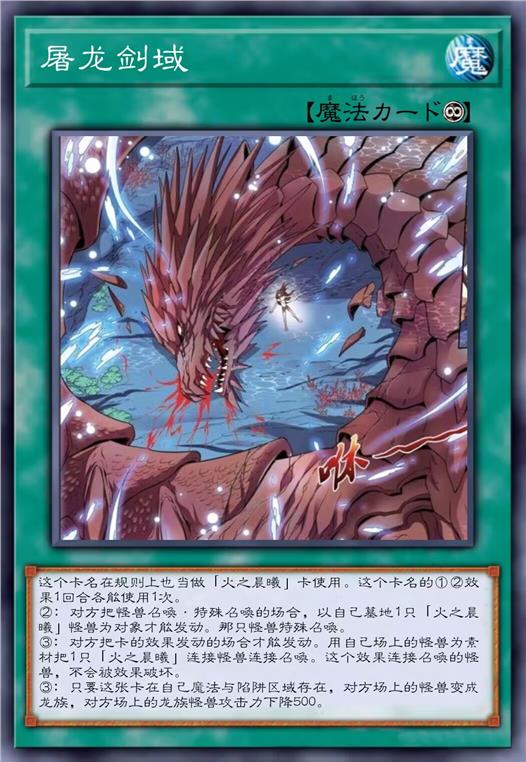 屠龙剑域
魔
まほう
【魔法カード】
咻
这个卡名在规则上也当做「火之晨曦」卡使用。这个卡名的①②效
果1回合各能使用1次。
②：对方把怪兽召唤·特殊召唤的场合，以自己墓地1只「火之晨
曦」怪兽为对象才能发动。那只怪兽特殊召唤。
③：对方把卡的效果发动的场合才能发动。用自己场上的怪兽为素
材把1只「火之晨曦」连接怪兽连接召唤。这个效果连接召唤的怪
兽，不会被效果破坏。
③：只要这张卡在自己魔法与陷阱区域存在，对方场上的怪兽变成
龙族，对方场上的龙族怪兽攻击力下降500。